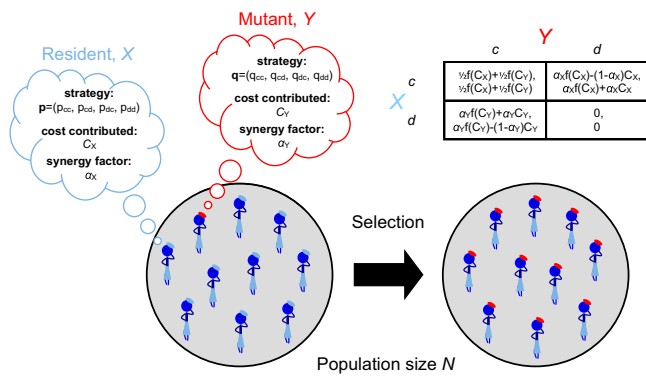 Resident, X
strategy:
p=(pcc, pcd, pdc, pdd)
cost contributed:
CX
synergy factor:
αX
Mutant, Y
strategy:
q=(qcc, qcd, qdc, qdd)
cost contributed:
CY
synergy factor:
αY
Y
c d
X
c
½f(CX)+½f(CY), αXf(CX)-(1-αX)CX,
½f(CX)+½f(CY) αXf(CX)+αXCX
d
αYf(CY)+αYCY, 0,
αYf(CY)-(1-αY)CY 0
Selection
Population size N